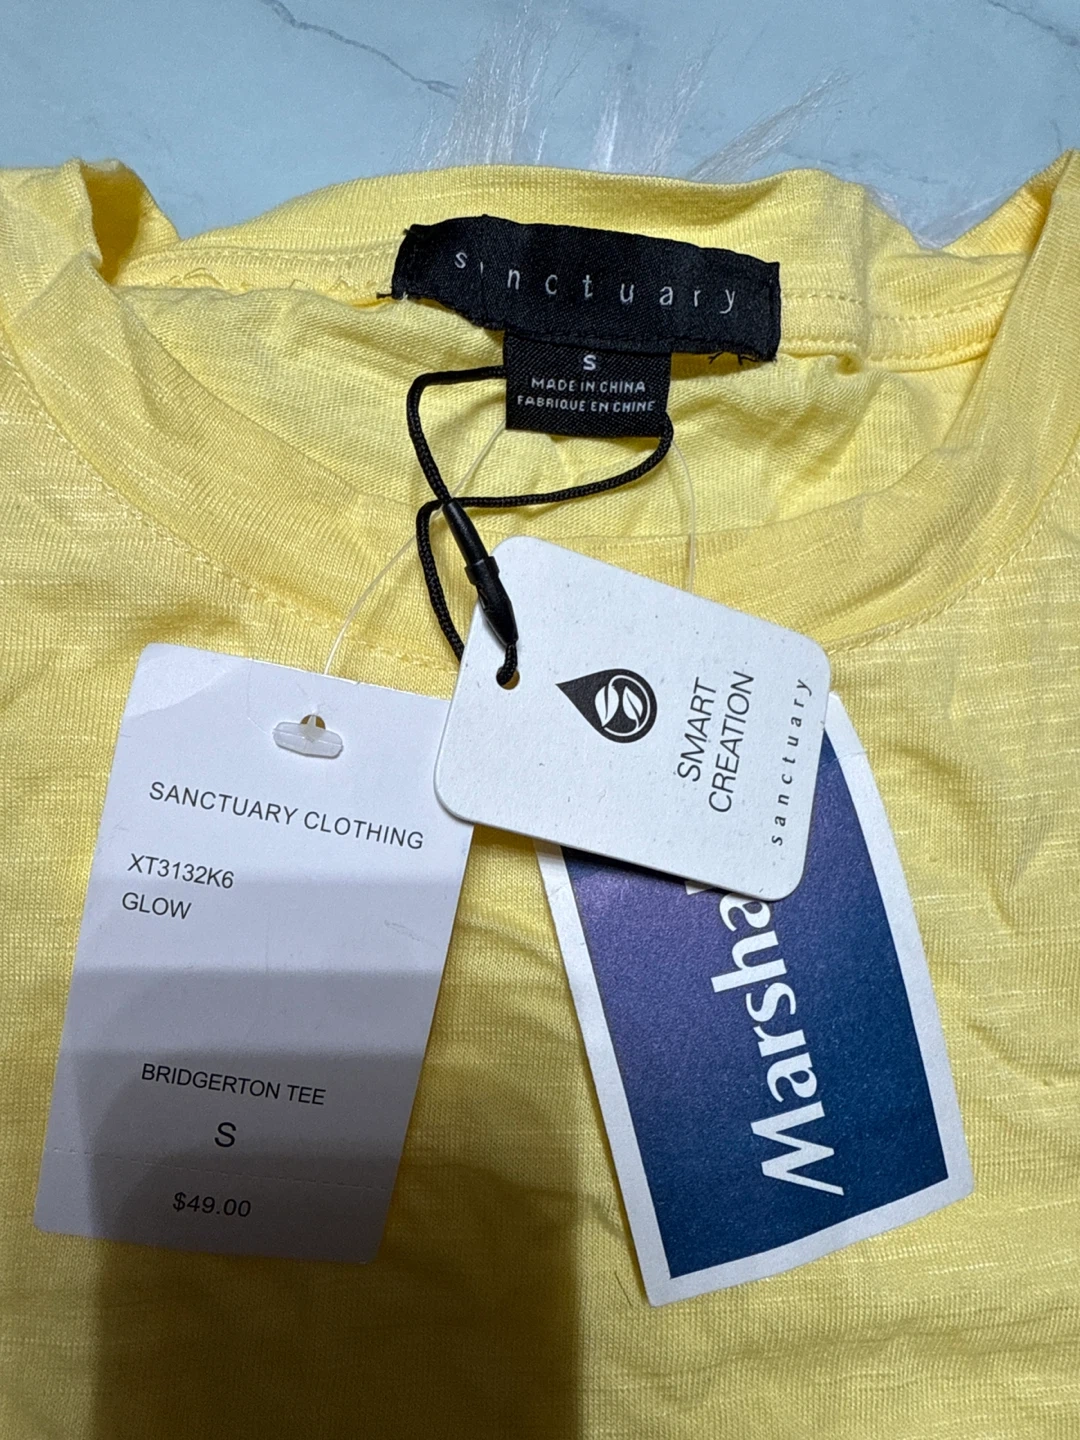 sanctuary
S
MADE IN CHINA
FABRIQUE EN CHINE
SMART
CREATION
sanctuary
SANCTUARY CLOTHING
XT3132K6
GLOW
BRIDGERTON TEE
S
$49.00
Marsha